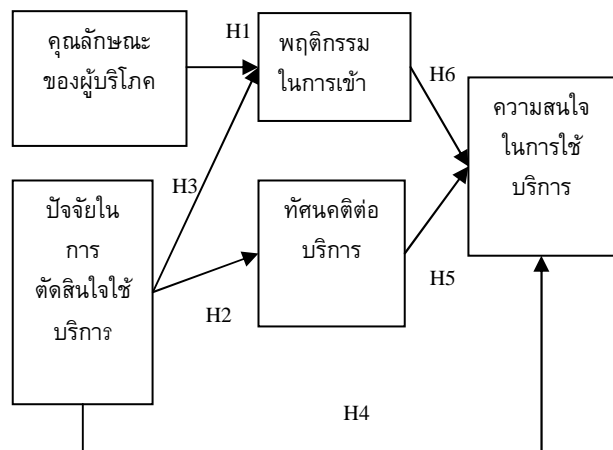 คุณลักษณะ
ของผู้บริโภค
H1
พฤติกรรม
ในการเข้า
H6
ความสนใจ
ในการใช้
บริการ
H3
ปัจจัยใน
การ
ตัดสินใจใช้
บริการ
H2
ทัศนคติต่อ
บริการ
H5
H4